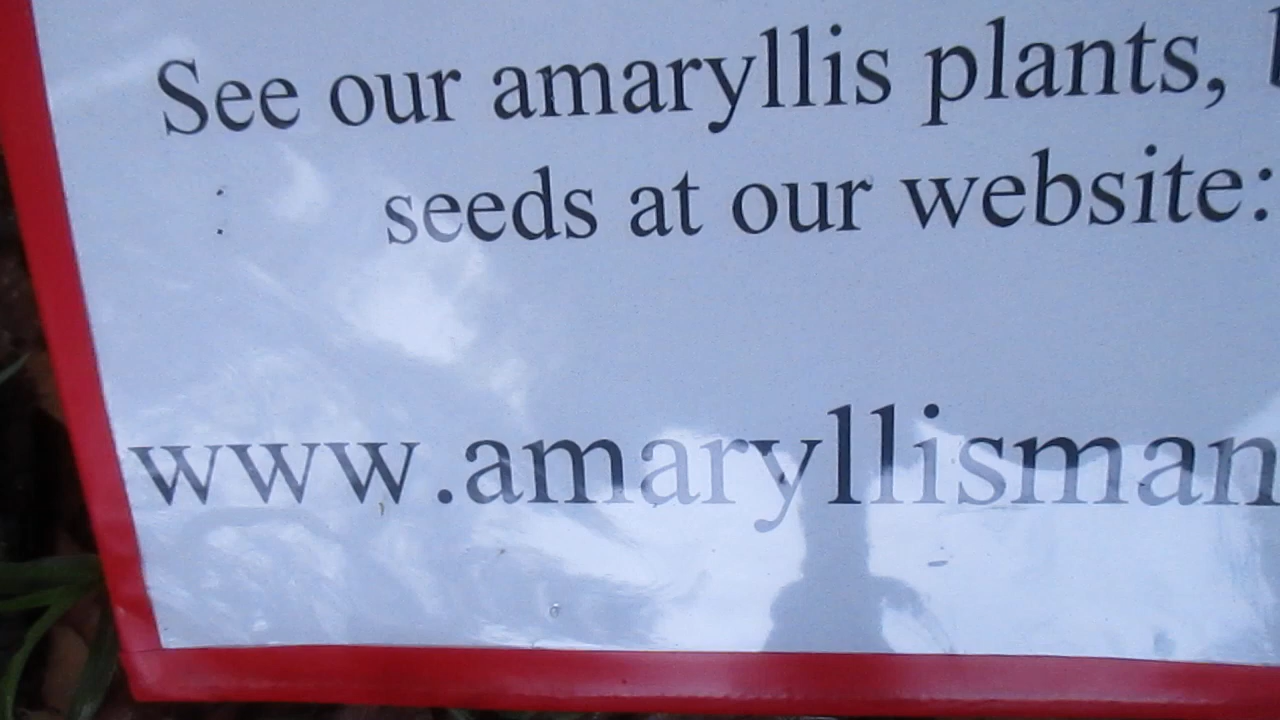 See our amaryllis plants,
seeds at our website:
www.amaryllisman